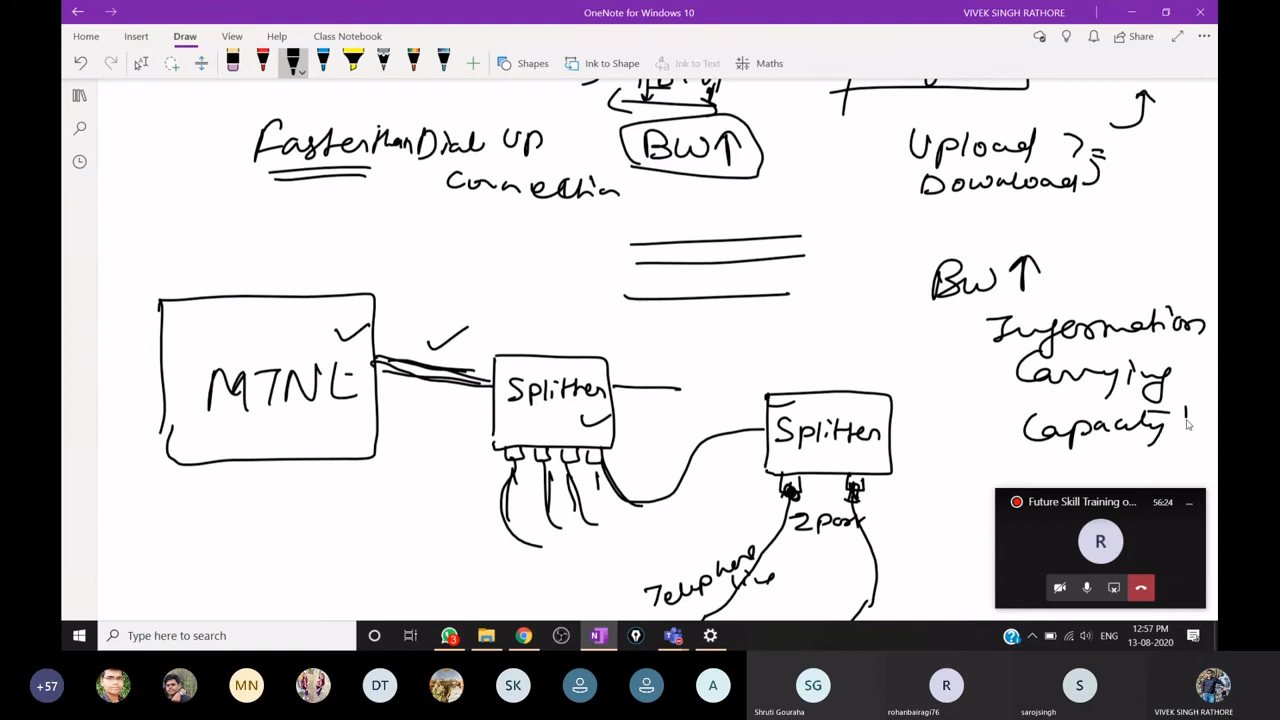 OneNote for Windows 10
VIVEK SINGH RATHORE
Home Insert Draw View Help Class Notebook
Share
Shapes Ink to Shape Ink to Text Maths
Faster than Dial Up
Connection
BW↑
Upload >=
Download
BW ↑
Information
Carrying
Capacity
MTNL
Splitter
Splitter
2 port
Telephone
line
Future Skill Training o... 56:24
R
Type here to search
3
ENG
12:57 PM
13-08-2020
+57 MN DT SK A SG R S
Shruti Gouraha rohanbairagi76 sarojsingh VIVEK SINGH RATHORE